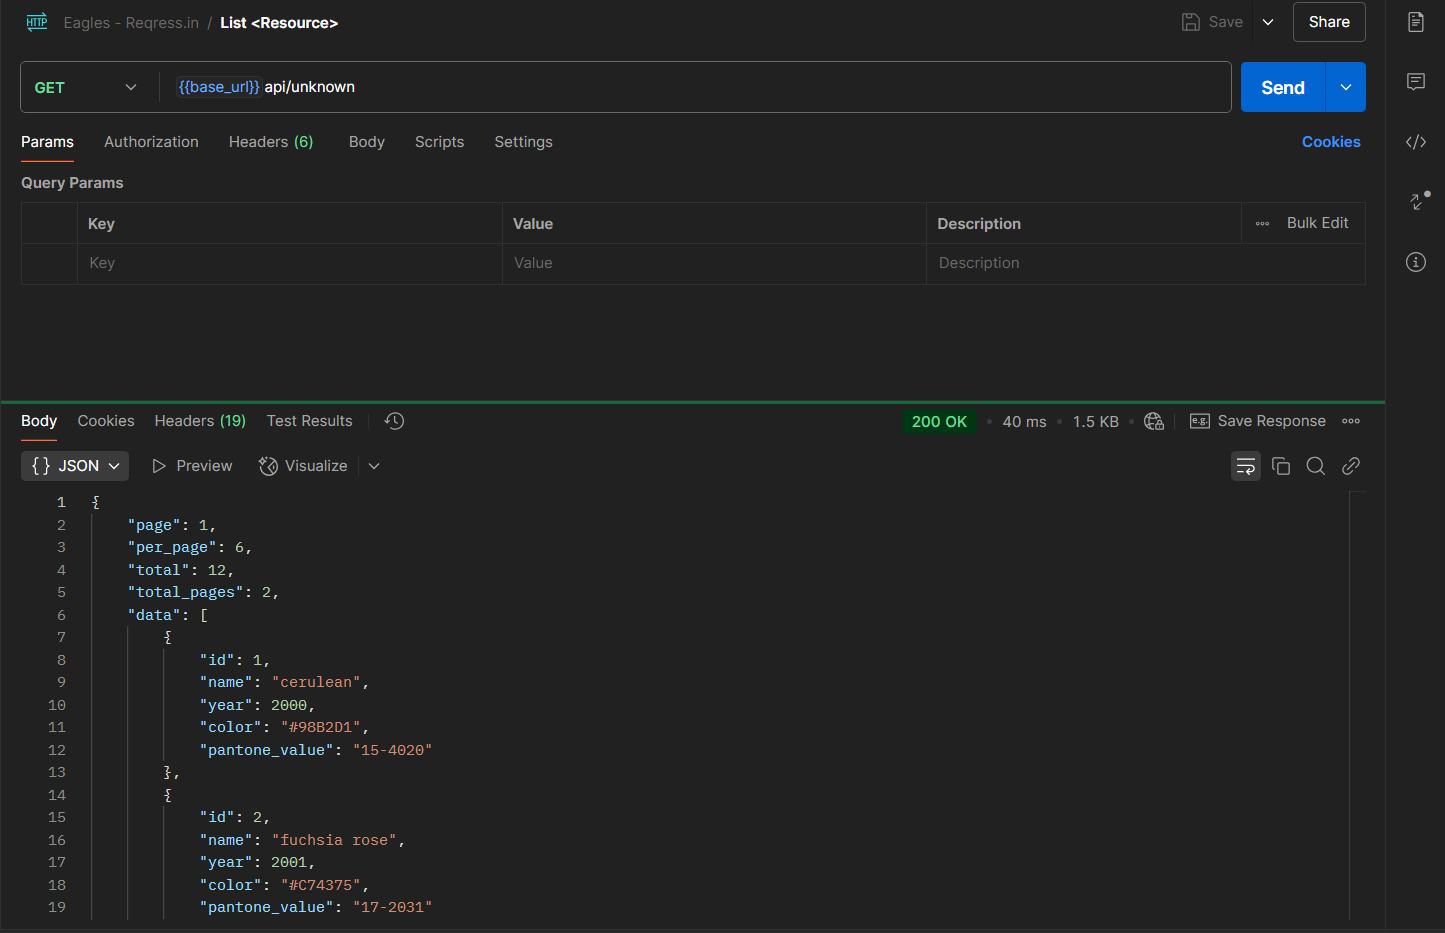 HTTP Eagles - Reqress.in / List <Resource> Save Share
GET {{base_url}} api/unknown Send
Params Authorization Headers (6) Body Scripts Settings Cookies
Query Params
Key Value Description Bulk Edit
Key Value Description
Body Cookies Headers (19) Test Results 200 OK • 40 ms • 1.5 KB • e.g. Save Response
{} JSON Preview Visualize
1 {
2 "page": 1,
3 "per_page": 6,
4 "total": 12,
5 "total_pages": 2,
6 "data": [
7 {
8 "id": 1,
9 "name": "cerulean",
10 "year": 2000,
11 "color": "#98B2D1",
12 "pantone_value": "15-4020"
13 },
14 {
15 "id": 2,
16 "name": "fuchsia rose",
17 "year": 2001,
18 "color": "#C74375",
19 "pantone_value": "17-2031"